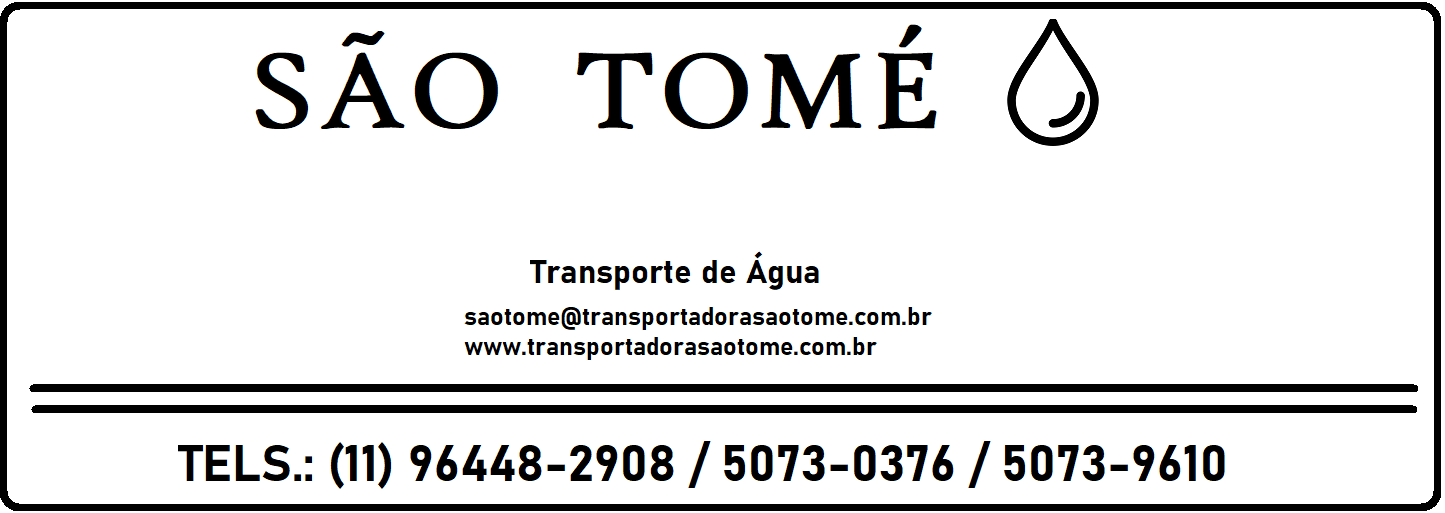 SÃO TOMÉ
Transporte de Água
saotome@transportadorasaotome.com.br
www.transportadorasaotome.com.br
TELS.: (11) 96448-2908 / 5073-0376 / 5073-9610